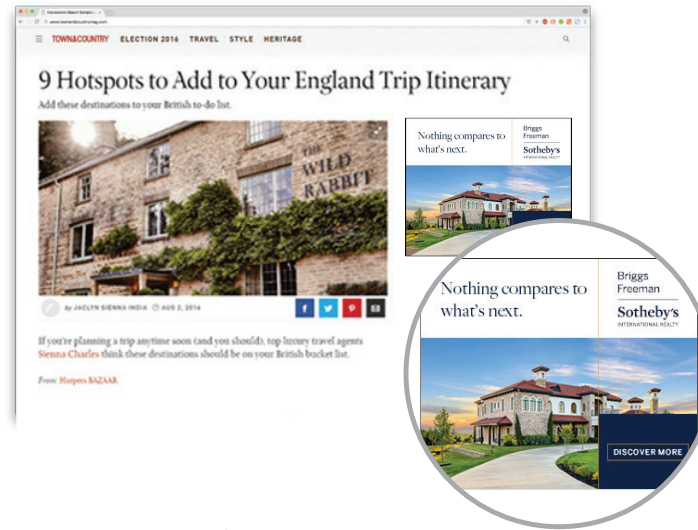 www.townandcountrymag.com
TOWN&COUNTRY ELECTION 2016 TRAVEL STYLE HERITAGE
9 Hotspots to Add to Your England Trip Itinerary
Add these destinations to your British to-do list.
THE
WILD
RABBIT
By JACLYN SIENNA INDIA AUG 2, 2016
If you're planning a trip anytime soon (and you should), top luxury travel agents
Sienna Charles think these destinations should be on your British bucket list.
From: Harpers BAZAAR
Nothing compares to
what's next.
Briggs
Freeman
Sotheby's
INTERNATIONAL REALTY
Nothing compares to
what's next.
Briggs
Freeman
Sotheby's
INTERNATIONAL REALTY
DISCOVER MORE